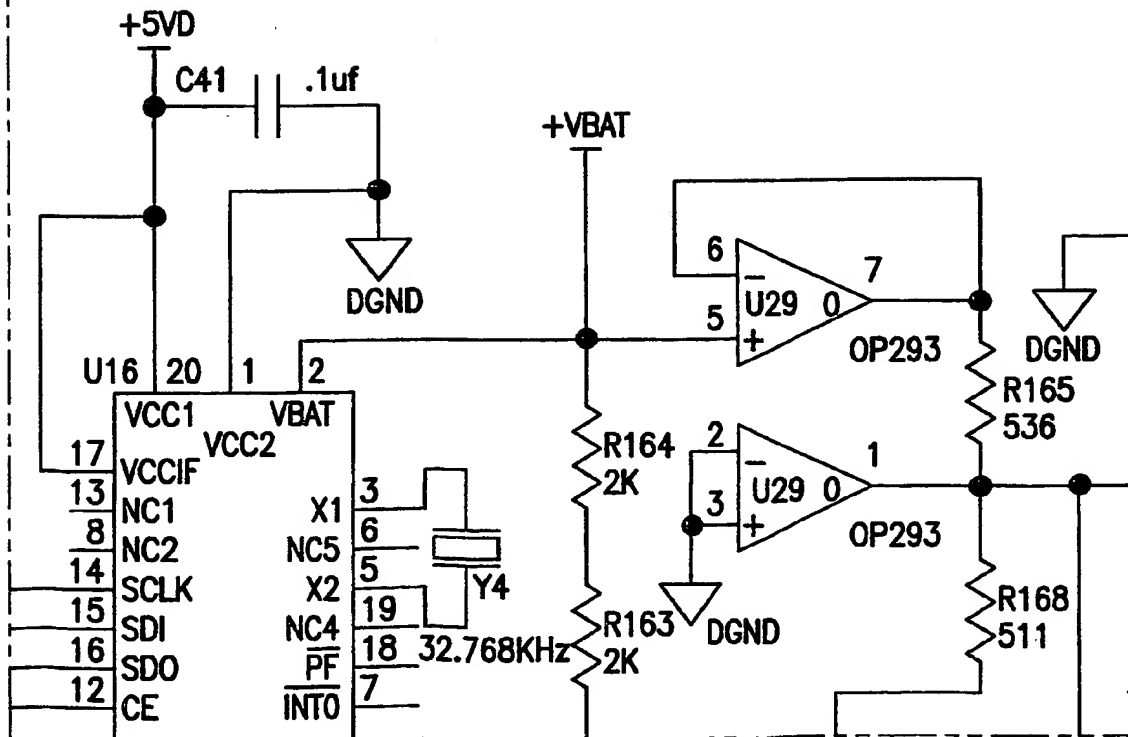 +5VD
C41 .1uf
+VBAT
DGND
6
7
U29 O
5
OP293
DGND
R165
536
U16 20 1 2
VCC1 VBAT
VCC2
17 VCCIF
13 NC1
8 NC2
14 SCLK
15 SDI
16 SDO
12 CE
X1 3
NC5 6
X2 5
NC4 19
PF 18
INTO 7
Y4
32.768KHz
R164
2K
R163
2K
2
1
U29 O
3
OP293
DGND
R168
511